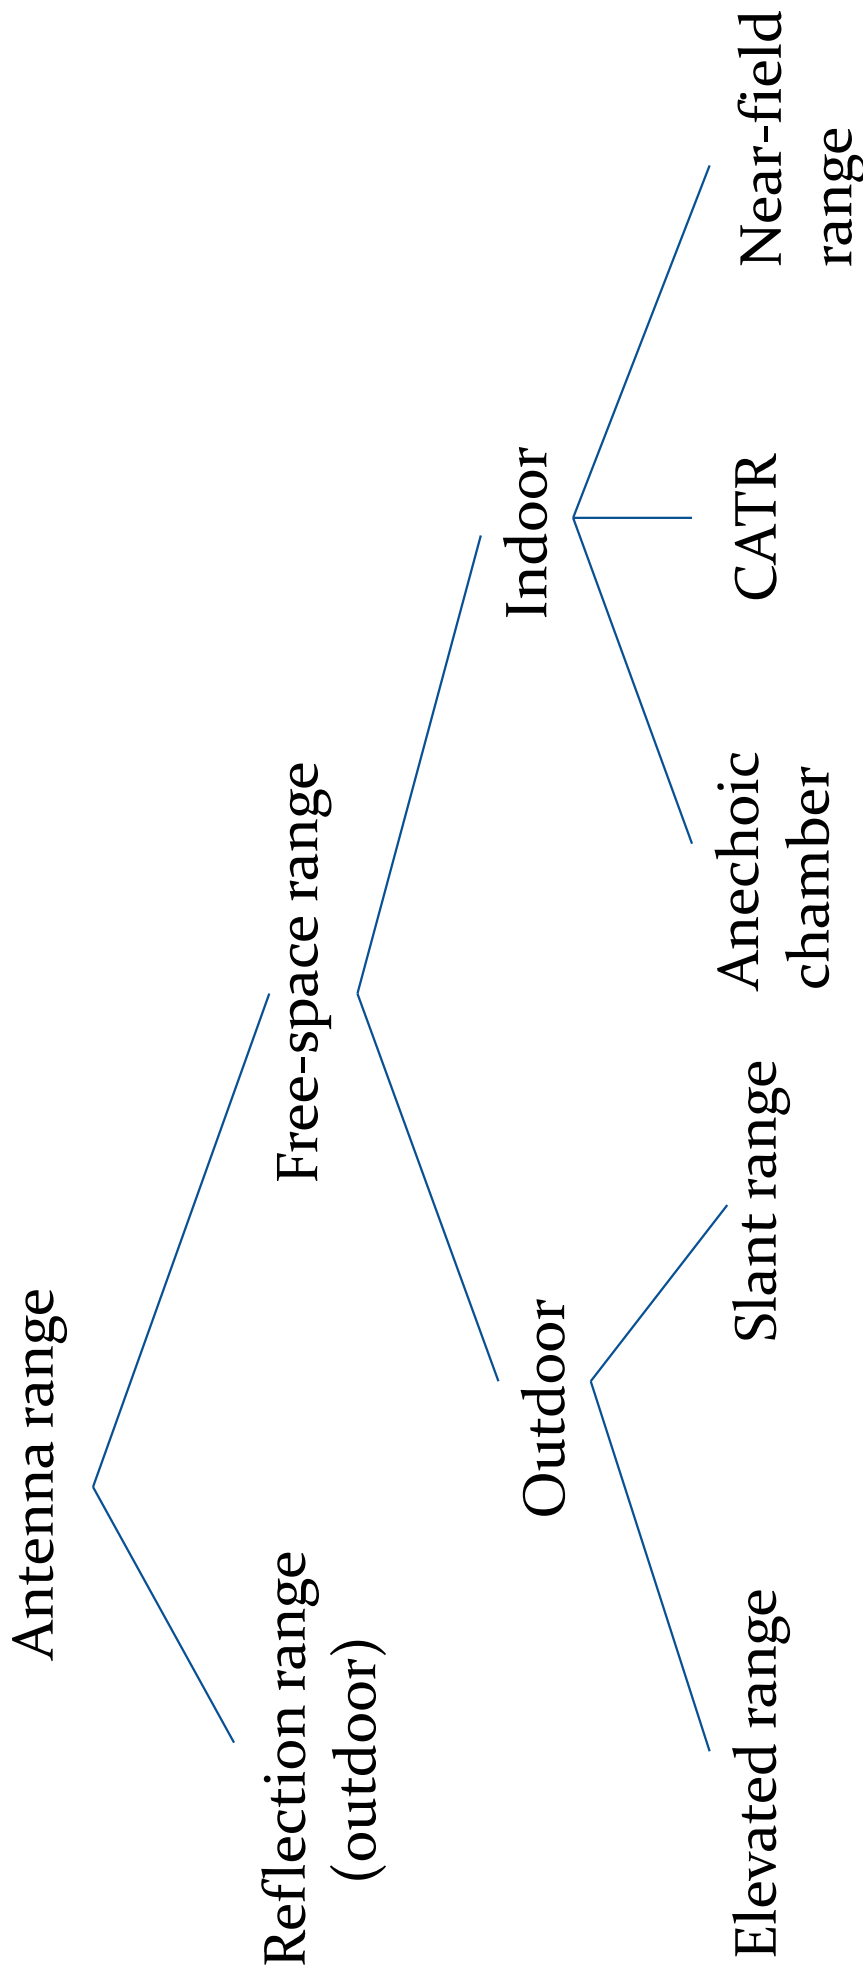 Antenna range
Reflection range
(outdoor)
Free-space range
Outdoor
Indoor
Elevated range
Slant range
Anechoic
chamber
CATR
Near-field
range